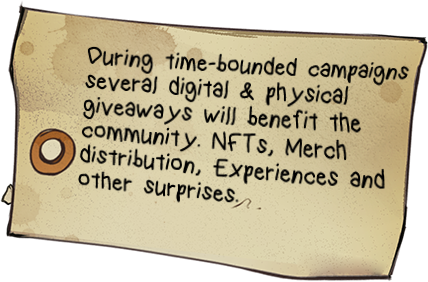 During time-bounded campaigns
several digital & physical
giveaways will benefit the
community. NFTs, Merch
distribution, Experiences and
other surprises.